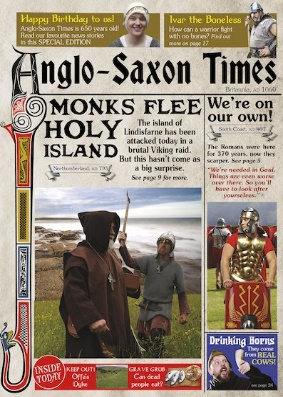 Happy Birthday to us!
Anglo-Saxon Times is 650 years old!
Read our favourite news stories
in this SPECIAL EDITION
Ivar the Boneless
How can a warrior fight
with no bones? Find out
more on page 27
Anglo-Saxon Times
Britannia, AD 1066
MONKS FLEE
HOLY
ISLAND
Northumberland, AD 793
The island of
Lindisfarne has been
attacked today in a
brutal Viking raid.
But this hasn't come as
a big surprise.
See page 9 for more.
We're on
our own!
South Coast, AD 407
The Romans were here
for 370 years, now they
scarper. See page
"We're needed in Gaul.
Things are even worse
over there. So you'll
have to look after
yourselves."
INSIDE
TODAY
KEEP OUT!
Offa's
Dyke
GRAVE GRUB
Can dead
people eat?
Drinking Horns
They come
from REAL
COWS!
see page